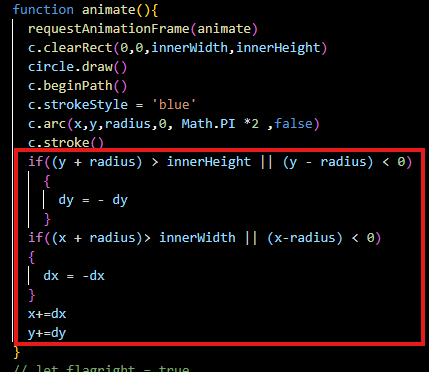 function animate(){
requestAnimationFrame(animate)
c.clearRect(0,0,innerWidth,innerHeight)
circle.draw()
c.beginPath()
c.strokeStyle = 'blue'
c.arc(x,y,radius,0, Math.PI *2 ,false)
c.stroke()
if((y + radius) > innerHeight || (y - radius) < 0)
{
dy = - dy
}
if((x + radius)> innerWidth || (x-radius) < 0)
{
dx = -dx
}
x+=dx
y+=dy
}
// let flagright = true